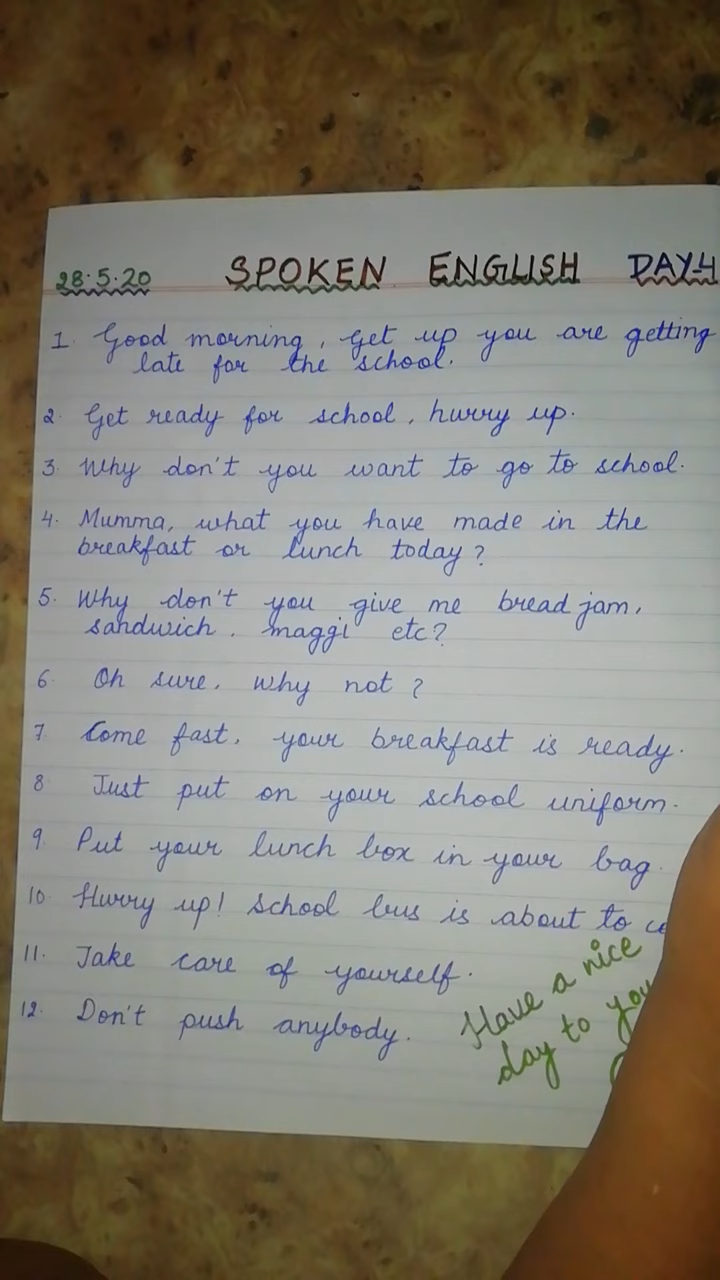 28.5.20 SPOKEN ENGLISH DAY-4
1. Good morning, Get up you are getting
late for the school.
2. Get ready for school, hurry up.
3. Why don't you want to go to school.
4. Mumma, what you have made in the
breakfast or lunch today?
5. Why don't you give me bread jam,
sandwich, maggi etc?
6. Oh sure, why not?
7. Come fast, your breakfast is ready.
8 Just put on your school uniform.
9. Put your lunch box in your bag.
10. Hurry up! School bus is about to
11. Take care of yourself.
12. Don't push anybody.
Have a nice
day to you